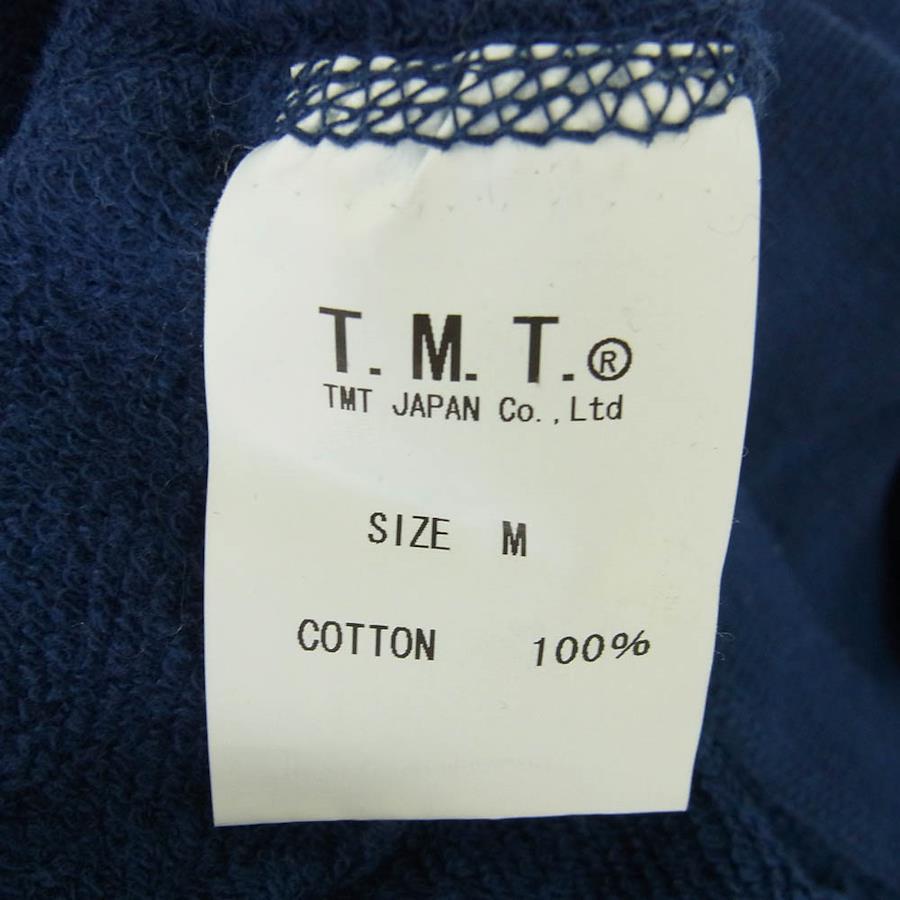 T.M.T.®
TMT JAPAN Co.,Ltd
SIZE M
COTTON 100%